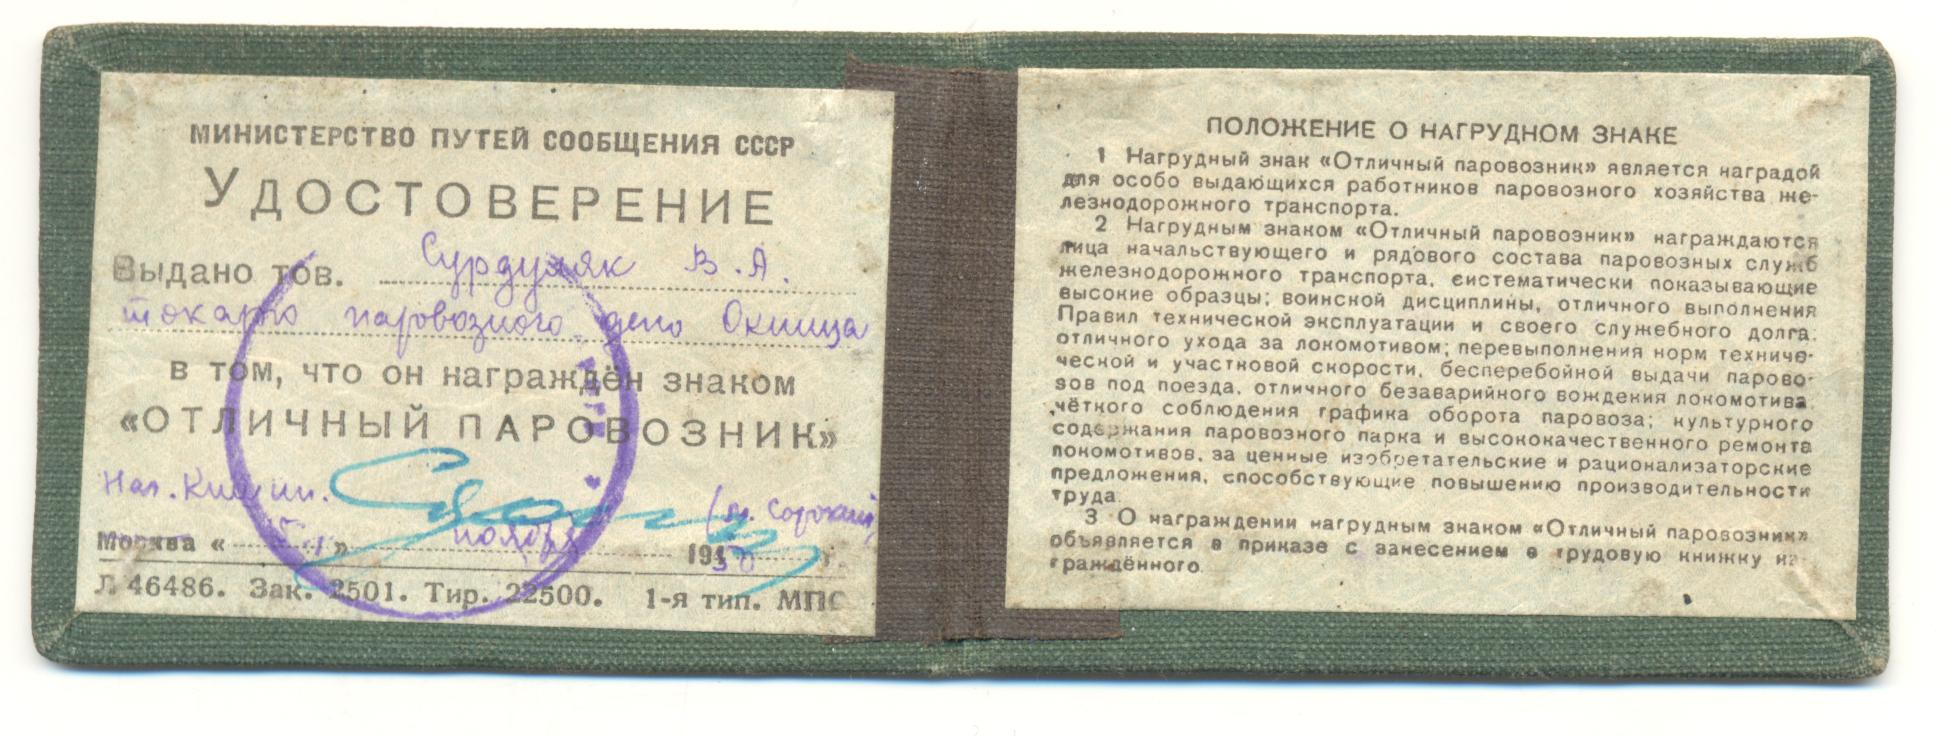 МИНИСТЕРСТВО ПУТЕЙ СООБЩЕНИЯ СССР
УДОСТОВЕРЕНИЕ
Выдано тов. Сурдуляк В.А.
токарю паровозного депо Окница
в том, что он награждён знаком
«ОТЛИЧНЫЙ ПАРОВОЗНИК»
Нач. Кишин.
Москва « » ноября 1950 г.
Л 46486. Зак. 2501. Тир. 22500. 1-я тип. МПС
ПОЛОЖЕНИЕ О НАГРУДНОМ ЗНАКЕ
1 Нагрудный знак «Отличный паровозник» является наградой
для особо выдающихся работников паровозного хозяйства же-
лезнодорожного транспорта.
2 Нагрудным знаком «Отличный паровозник» награждаются
лица начальствующего и рядового состава паровозных служб
железнодорожного транспорта, систематически показывающие
высокие образцы; воинской дисциплины, отличного выполнения
Правил технической эксплуатации и своего служебного долга;
отличного ухода за локомотивом; перевыполнения норм техниче-
ческой и участковой скорости, бесперебойной выдачи парово-
зов под поезда, отличного безаварийного вождения локомотива,
чёткого соблюдения графика оборота паровоза; культурного
содержания паровозного парка и высококачественного ремонта
локомотивов, за ценные изобретательские и рационализаторские
предложения, способствующие повышению производительности
труда.
3 О награждении нагрудным знаком «Отличный паровозник»
объявляется в приказе с занесением в трудовую книжку на-
граждённого